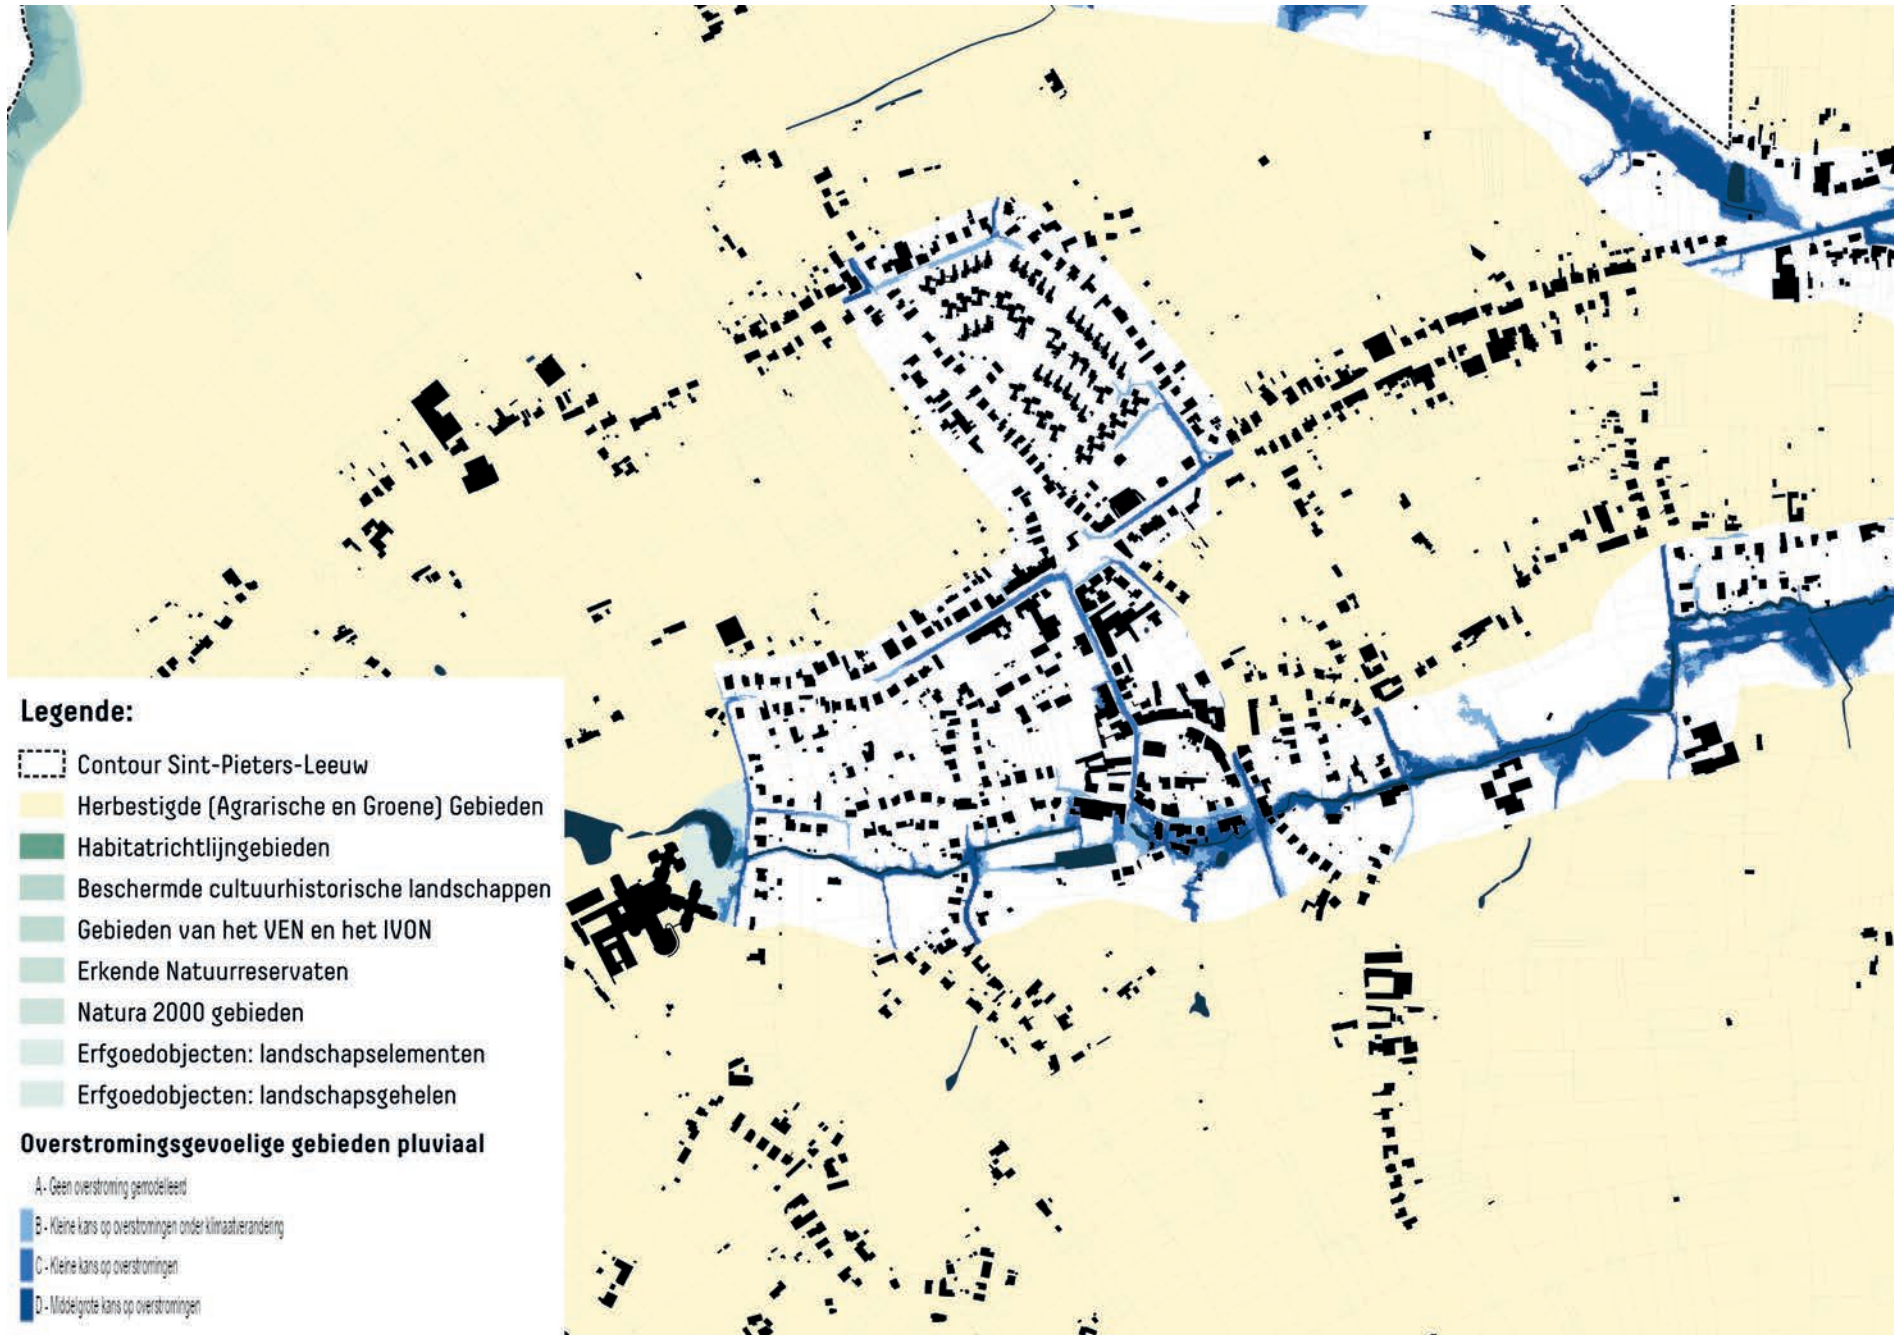 Legende:
Contour Sint-Pieters-Leeuw
Herbestigde (Agrarische en Groene) Gebieden
Habitatrichtlijngebieden
Beschermde cultuurhistorische landschappen
Gebieden van het VEN en het IVON
Erkende Natuurreservaten
Natura 2000 gebieden
Erfgoedobjecten: landschapselementen
Erfgoedobjecten: landschapsgehelen
Overstromingsgevoelige gebieden pluviaal
A - Geen overstroming gemodelleerd
B - Kleine kans op overstromingen onder klimaatverandering
C - Kleine kans op overstromingen
D - Middelgrote kans op overstromingen